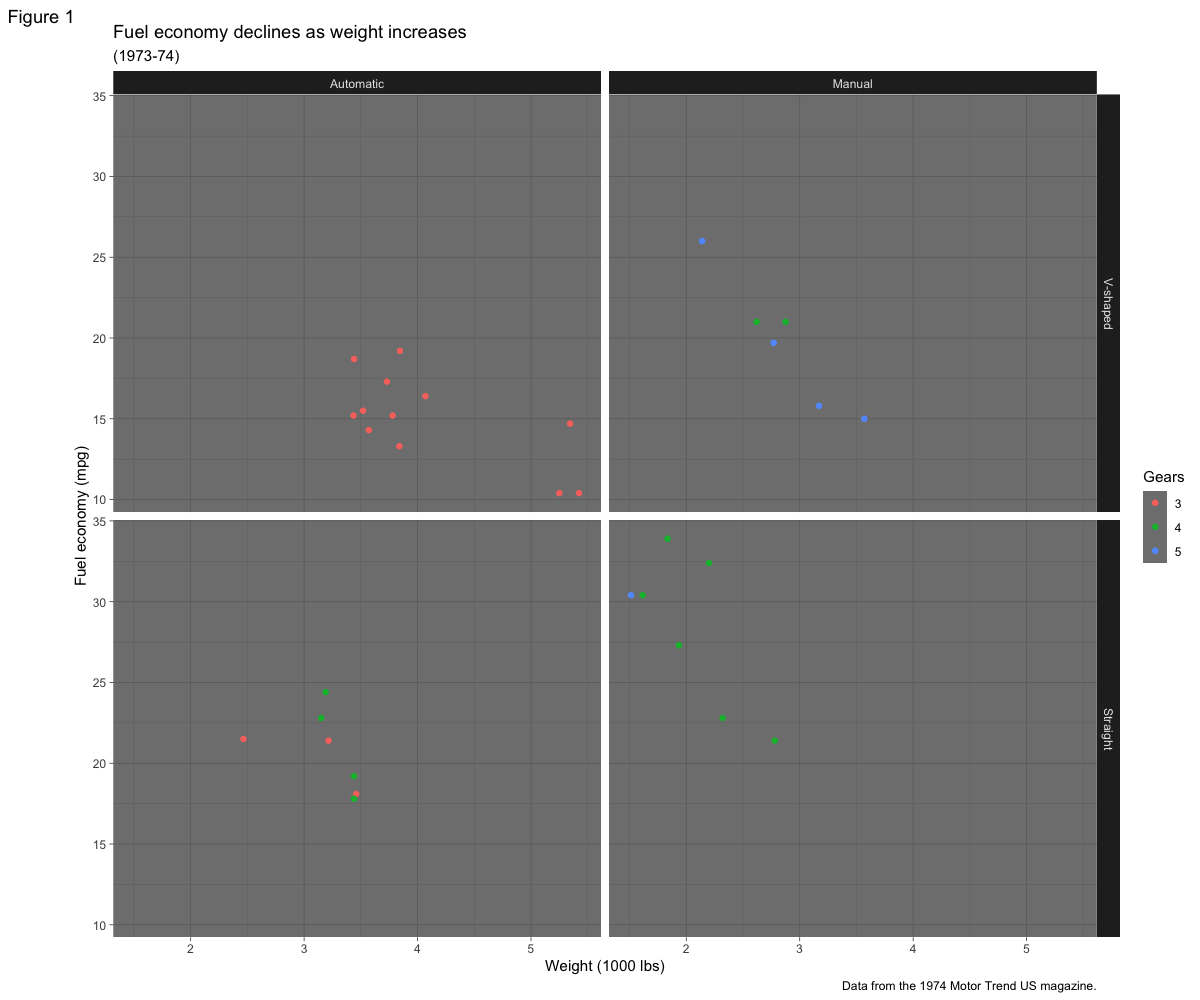 Figure 1
Fuel economy declines as weight increases
(1973-74)
Automatic
Manual
35
30
25
20
15
10
V-shaped
Fuel economy (mpg)
35
30
25
20
15
10
Straight
2 3 4 5
2 3 4 5
Weight (1000 lbs)
Gears
3
4
5
Data from the 1974 Motor Trend US magazine.